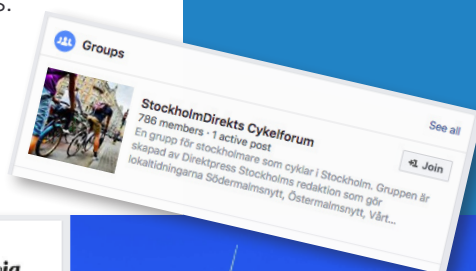 s.
Groups
See all
StockholmDirekts Cykelforum
786 members · 1 active post
Join
En grupp för stockholmare som cyklar i Stockholm. Gruppen är
skapad av Direktpress Stockholms redaktion som gör
lokaltidningarna Södermalmsnytt, Östermalmsnytt, Vårt...